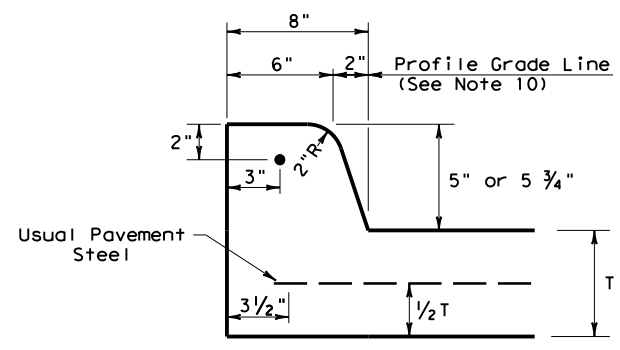 8"
6"
2"
Profile Grade Line
(See Note 10)
2"
3"
2"R
5" or 5 3/4"
Usual Pavement
Steel
3 1/2"
1/2 T
T